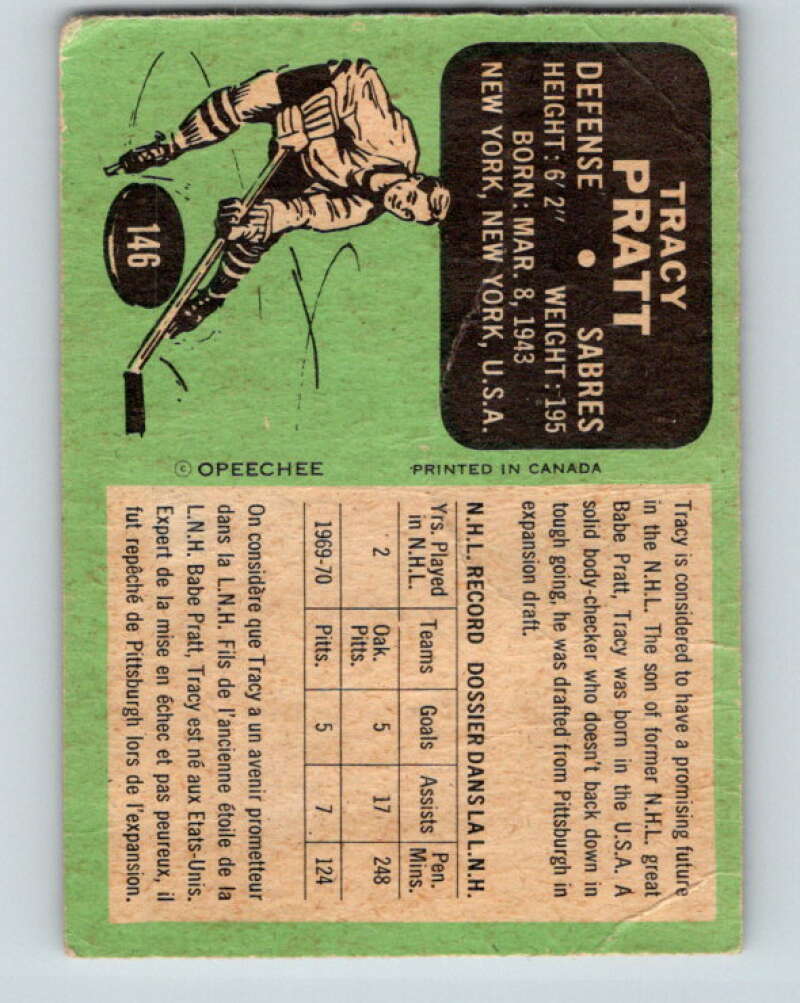 TRACY
PRATT
DEFENSE • SABRES
HEIGHT: 6' 2" WEIGHT: 195
BORN: MAR. 8, 1943
NEW YORK, NEW YORK, U.S.A.
146
© OPEECHEE
PRINTED IN CANADA
Tracy is considered to have a promising future
in the N.H.L. The son of former N.H.L. great
Babe Pratt, Tracy was born in the U.S.A. A
solid body-checker who doesn't back down in
tough going, he was drafted from Pittsburgh in
expansion draft.
N.H.L. RECORD DOSSIER DANS LA L.N.H.
Yrs. Played in N.H.L. Teams Goals Assists Pen. Mins.
2 Oak. Pitts. 5 17 248
1969-70 Pitts. 5 7 124
On considère que Tracy a un avenir prometteur
dans la L.N.H. Fils de l'ancienne étoile de la
L.N.H. Babe Pratt, Tracy est né aux Etats-Unis.
Expert de la mise en échec et pas peureux, il
fut repêché de Pittsburgh lors de l'expansion.